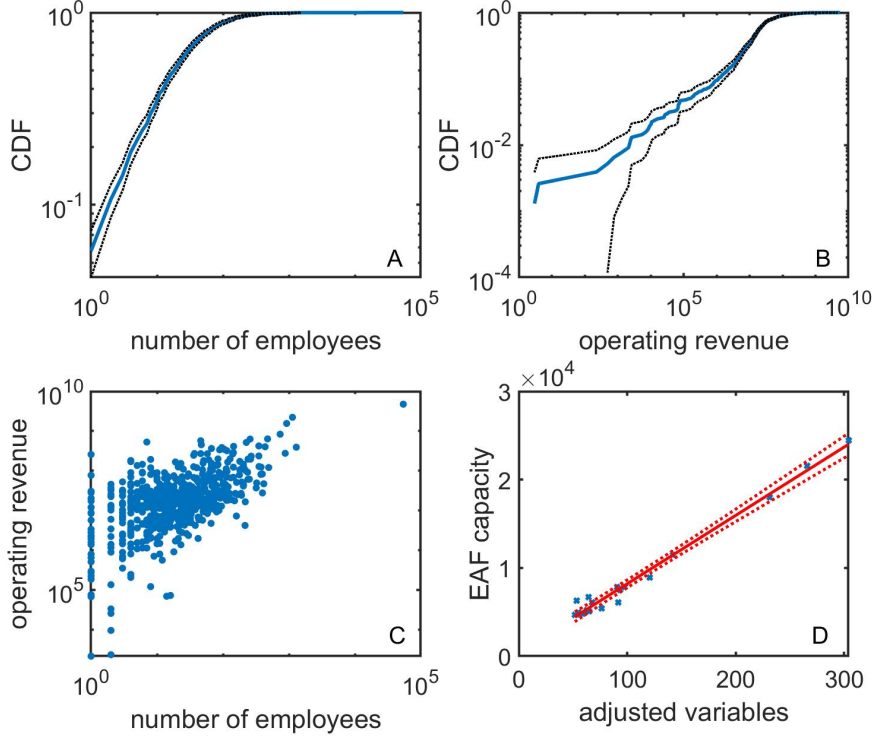 10^0
10^-1
CDF
A
10^0
10^5
number of employees
10^0
10^-2
10^-4
CDF
B
10^0
10^5
10^10
operating revenue
10^10
10^5
operating revenue
C
10^0
10^5
number of employees
×10^4
3
2
1
0
EAF capacity
D
0
100
200
300
adjusted variables